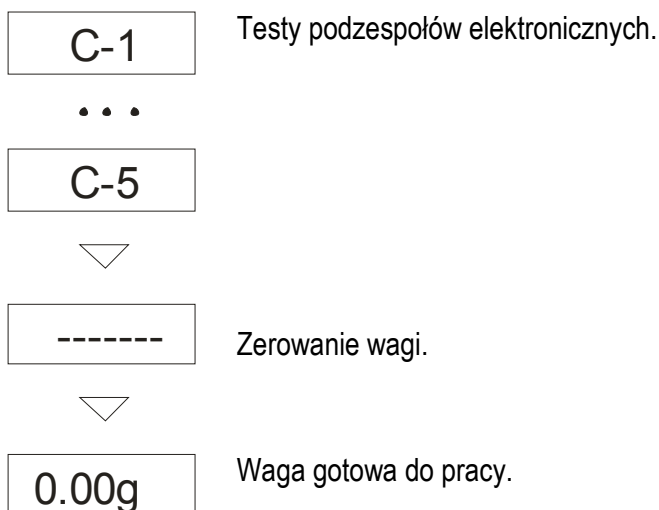 C-1 Testy podzespołów elektronicznych.
...
C-5
-------
Zerowanie wagi.
0.00g Waga gotowa do pracy.